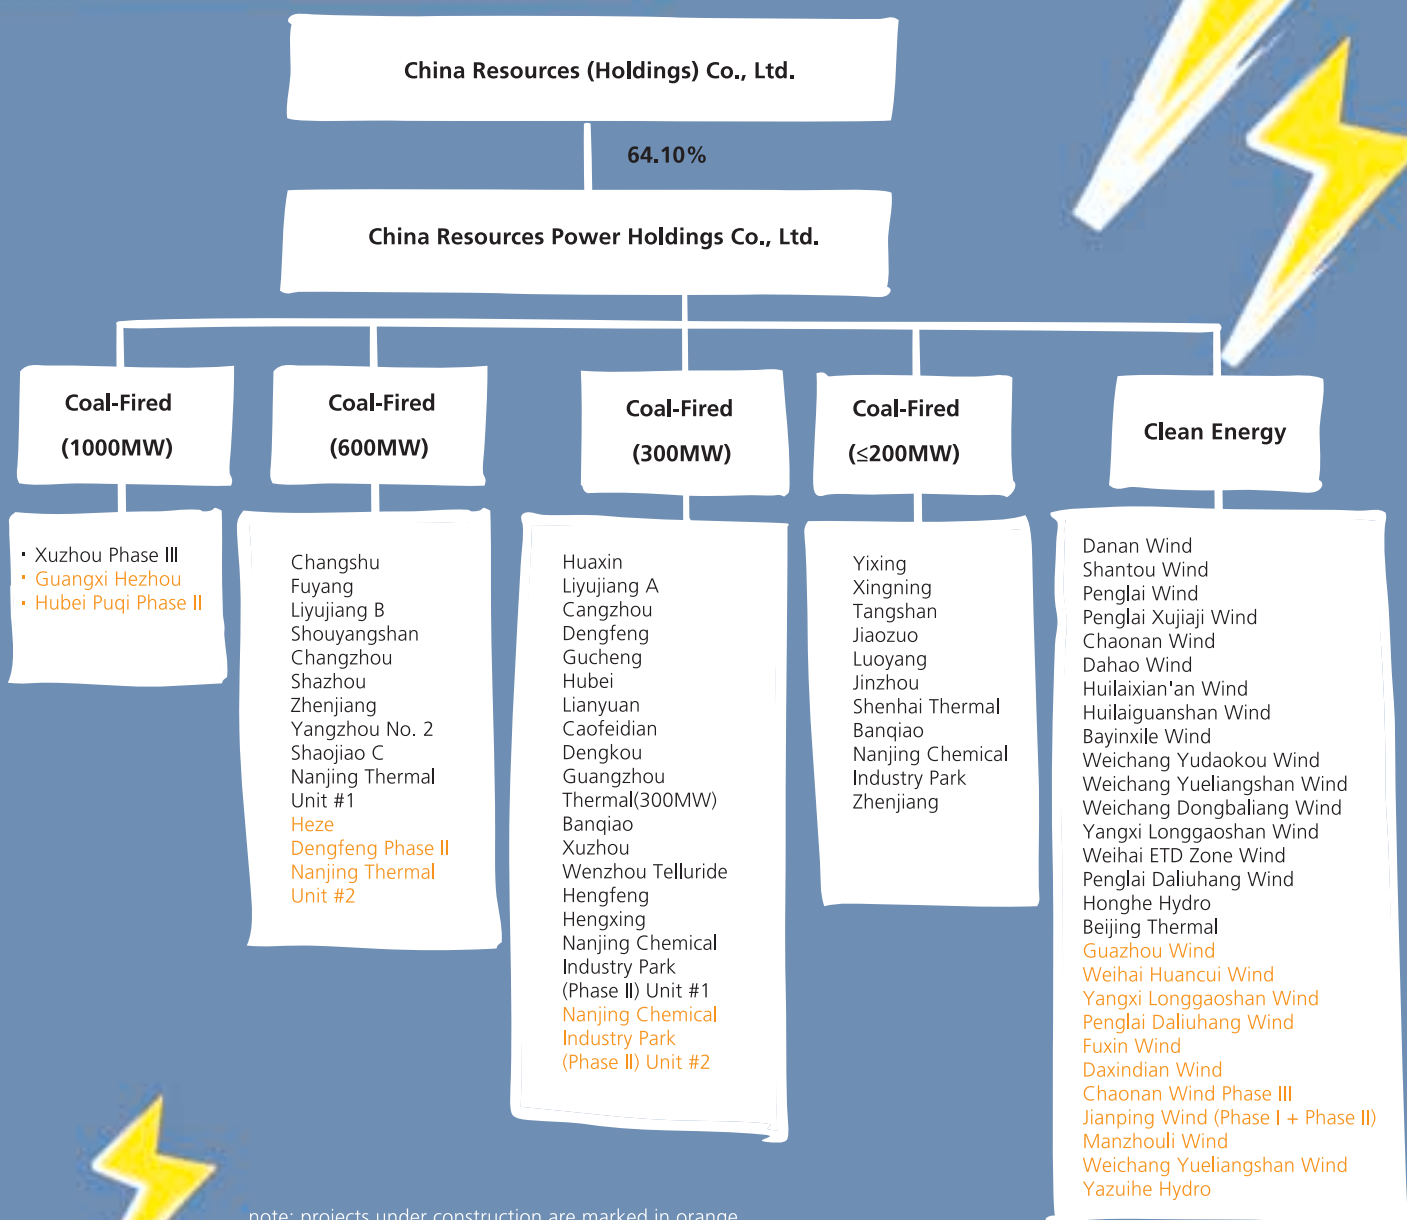 China Resources (Holdings) Co., Ltd.
64.10%
China Resources Power Holdings Co., Ltd.
Coal-Fired
(1000MW)
· Xuzhou Phase III
· Guangxi Hezhou
· Hubei Puqi Phase II
Coal-Fired
(600MW)
Changshu
Fuyang
Liyujiang B
Shouyangshan
Changzhou
Shazhou
Zhenjiang
Yangzhou No. 2
Shaojiao C
Nanjing Thermal
Unit #1
Heze
Dengfeng Phase II
Nanjing Thermal
Unit #2
Coal-Fired
(300MW)
Huaxin
Liyujiang A
Cangzhou
Dengfeng
Gucheng
Hubei
Lianyuan
Caofeidian
Dengkou
Guangzhou
Thermal(300MW)
Banqiao
Xuzhou
Wenzhou Telluride
Hengfeng
Hengxing
Nanjing Chemical
Industry Park
(Phase II) Unit #1
Nanjing Chemical
Industry Park
(Phase II) Unit #2
Coal-Fired
(≤200MW)
Yixing
Xingning
Tangshan
Jiaozuo
Luoyang
Jinzhou
Shenhai Thermal
Banqiao
Nanjing Chemical
Industry Park
Zhenjiang
Clean Energy
Danan Wind
Shantou Wind
Penglai Wind
Penglai Xujiaji Wind
Chaonan Wind
Dahao Wind
Huilaixian'an Wind
Huilaiguanshan Wind
Bayinxile Wind
Weichang Yudaokou Wind
Weichang Yueliangshan Wind
Weichang Dongbaliang Wind
Yangxi Longgaoshan Wind
Weihai ETD Zone Wind
Penglai Daliuhang Wind
Honghe Hydro
Beijing Thermal
Guazhou Wind
Weihai Huancui Wind
Yangxi Longgaoshan Wind
Penglai Daliuhang Wind
Fuxin Wind
Daxindian Wind
Chaonan Wind Phase III
Jianping Wind (Phase I + Phase II)
Manzhouli Wind
Weichang Yueliangshan Wind
Yazuihe Hydro
note: projects under construction are marked in orange